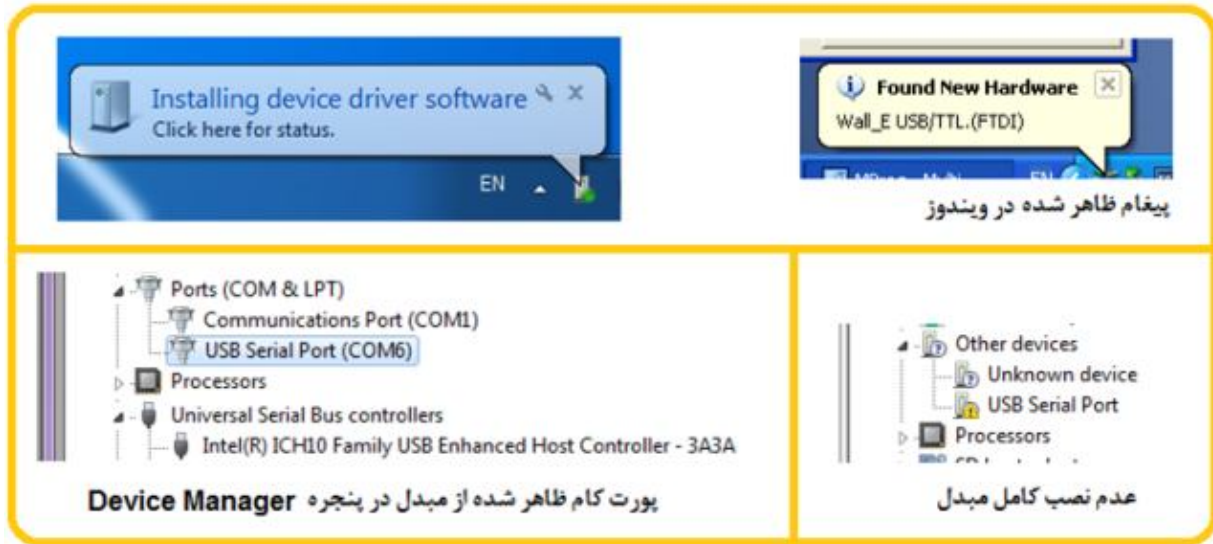 Installing device driver software
Click here for status.
EN
Found New Hardware
Wall_E USB/TTL.(FTDI)
EN
پیغام ظاهر شده در ویندوز
Ports (COM & LPT)
Communications Port (COM1)
USB Serial Port (COM6)
Processors
Universal Serial Bus controllers
Intel(R) ICH10 Family USB Enhanced Host Controller - 3A3A
پورت کام ظاهر شده از مبدل در پنجره Device Manager
Other devices
Unknown device
USB Serial Port
Processors
عدم نصب کامل مبدل